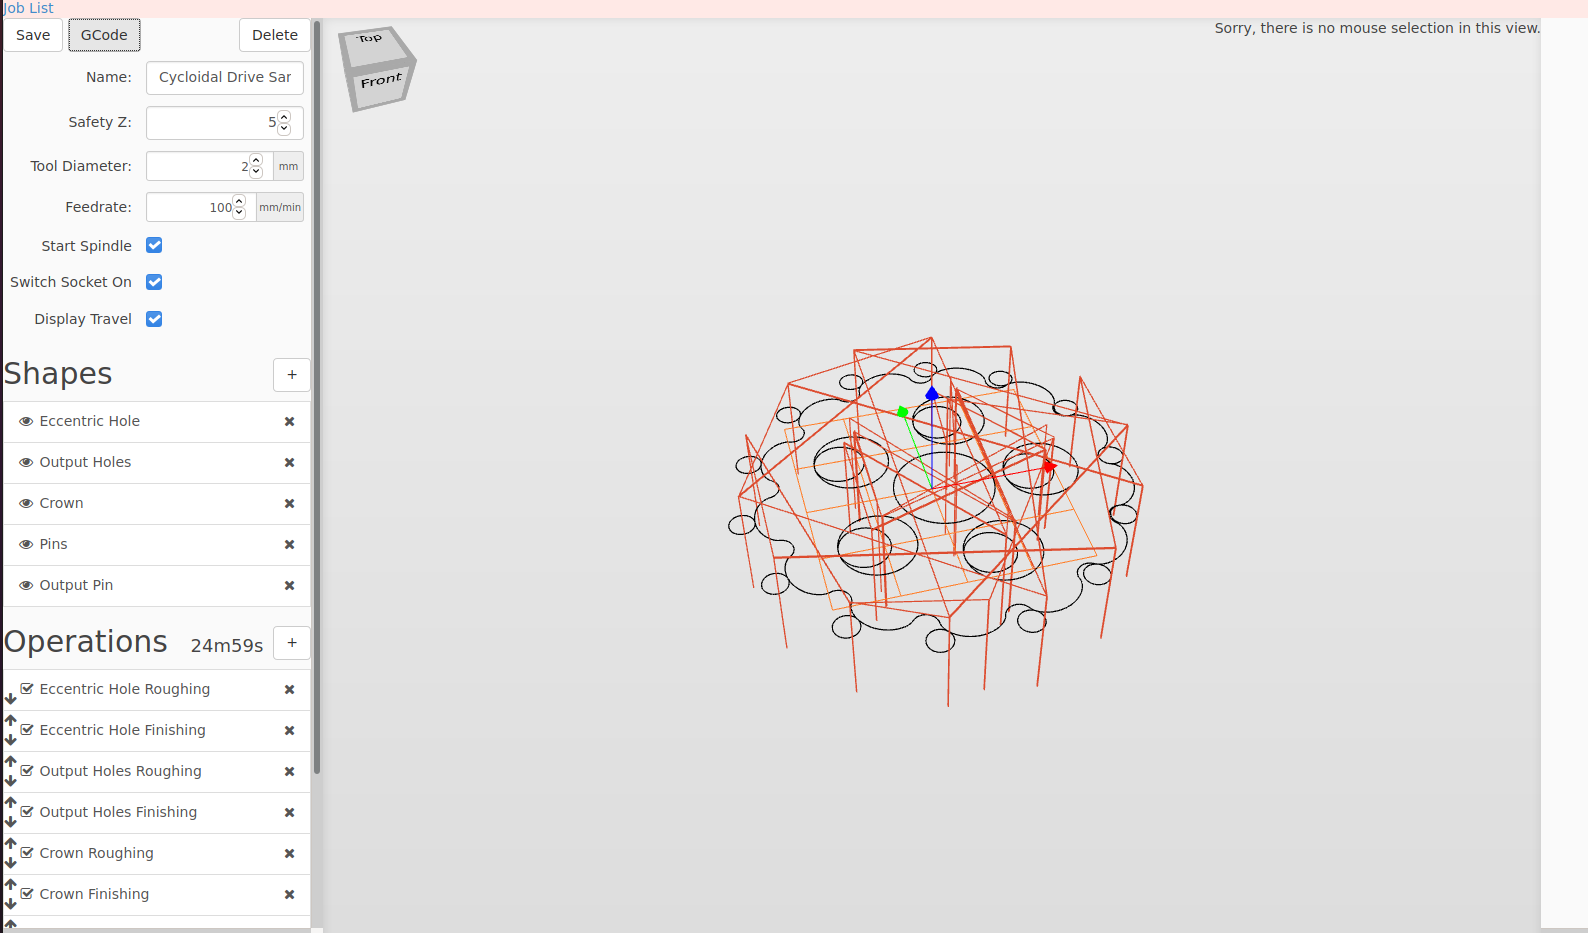 Job List
Save GCode Delete
Sorry, there is no mouse selection in this view.
Top
Front
Name: Cycloidal Drive Sar
Safety Z: 5
Tool Diameter: 2 mm
Feedrate: 100 mm/min
Start Spindle
Switch Socket On
Display Travel
Shapes +
Eccentric Hole
Output Holes
Crown
Pins
Output Pin
Operations 24m59s +
Eccentric Hole Roughing
Eccentric Hole Finishing
Output Holes Roughing
Output Holes Finishing
Crown Roughing
Crown Finishing